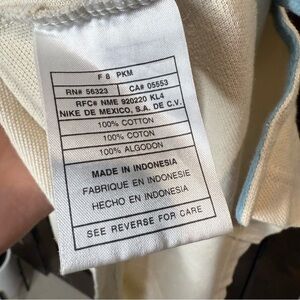 F 8 PKM
RN# 56323 CA# 05553
RFC# NME 920220 KL4
NIKE DE MEXICO, S.A. DE C.V.
100% COTTON
100% COTON
100% ALGODON
MADE IN INDONESIA
FABRIQUE EN INDONESIE
HECHO EN INDONESIA
SEE REVERSE FOR CARE